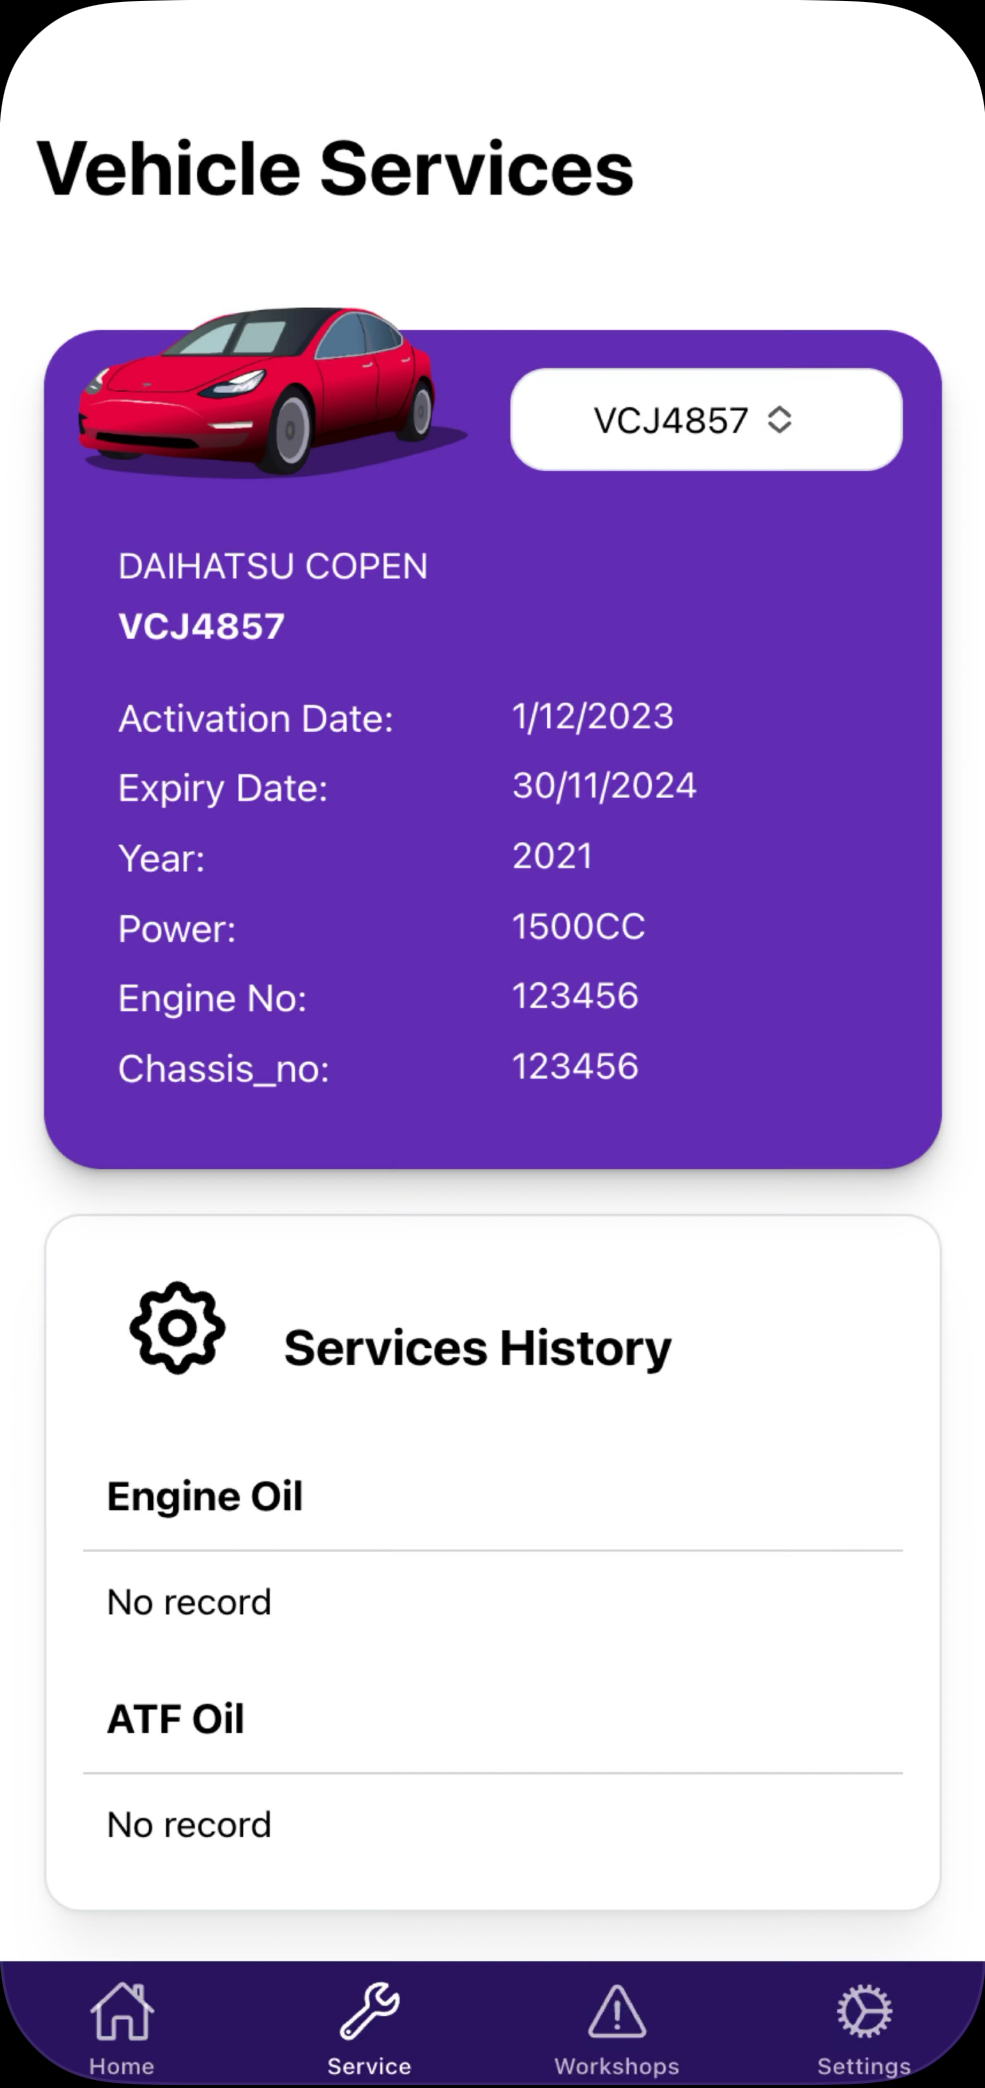 Vehicle Services
VCJ4857
DAIHATSU COPEN
VCJ4857
Activation Date: 1/12/2023
Expiry Date: 30/11/2024
Year: 2021
Power: 1500CC
Engine No: 123456
Chassis_no: 123456
Services History
Engine Oil
No record
ATF Oil
No record
Home Service Workshops Settings